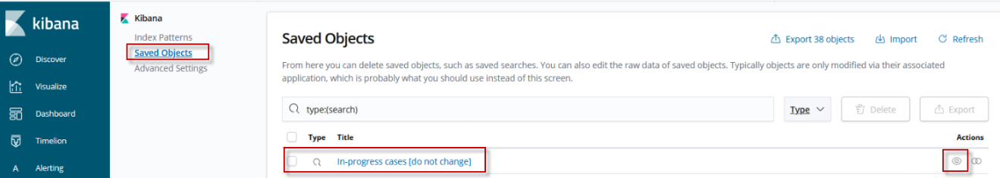 kibana
Discover
Visualize
Dashboard
Timelion
A Alerting
Kibana
Index Patterns
Saved Objects
Advanced Settings
Saved Objects
Export 38 objects
Import
Refresh
From here you can delete saved objects, such as saved searches. You can also edit the raw data of saved objects. Typically objects are only modified via their associated
application, which is probably what you should use instead of this screen.
type:(search)
Type
Delete
Export
Type Title Actions
In-progress cases [do not change]